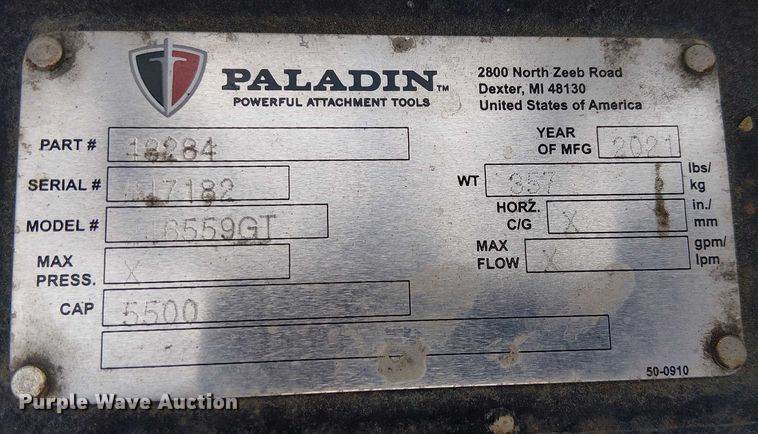 PALADIN™
POWERFUL ATTACHMENT TOOLS
2800 North Zeeb Road
Dexter, MI 48130
United States of America
PART # 18284
YEAR OF MFG 2021
SERIAL #
MODEL #
WT 357 lbs/ kg
HORZ. C/G X in./ mm
MAX PRESS. X
MAX FLOW X gpm/ lpm
CAP 5500
50-0910
Purple Wave Auction